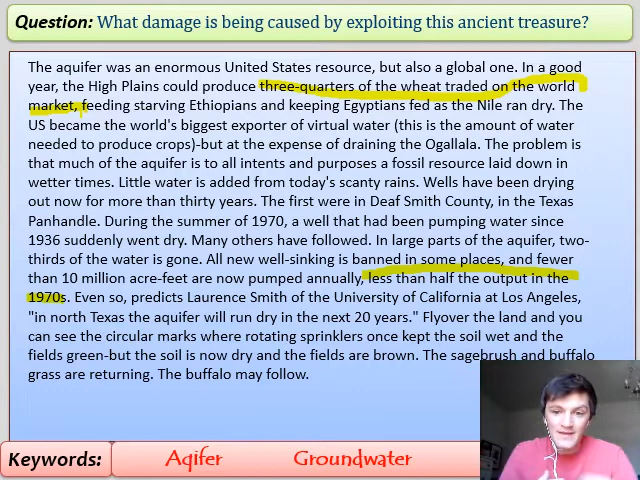 Question: What damage is being caused by exploiting this ancient treasure?
The aquifer was an enormous United States resource, but also a global one. In a good
year, the High Plains could produce three-quarters of the wheat traded on the world
market, feeding starving Ethiopians and keeping Egyptians fed as the Nile ran dry. The
US became the world's biggest exporter of virtual water (this is the amount of water
needed to produce crops)-but at the expense of draining the Ogallala. The problem is
that much of the aquifer is to all intents and purposes a fossil resource laid down in
wetter times. Little water is added from today's scanty rains. Wells have been drying
out now for more than thirty years. The first were in Deaf Smith County, in the Texas
Panhandle. During the summer of 1970, a well that had been pumping water since
1936 suddenly went dry. Many others have followed. In large parts of the aquifer, two-
thirds of the water is gone. All new well-sinking is banned in some places, and fewer
than 10 million acre-feet are now pumped annually, less than half the output in the
1970s. Even so, predicts Laurence Smith of the University of California at Los Angeles,
"in north Texas the aquifer will run dry in the next 20 years." Flyover the land and you
can see the circular marks where rotating sprinklers once kept the soil wet and the
fields green-but the soil is now dry and the fields are brown. The sagebrush and buffalo
grass are returning. The buffalo may follow.
Keywords: Aqifer Groundwater